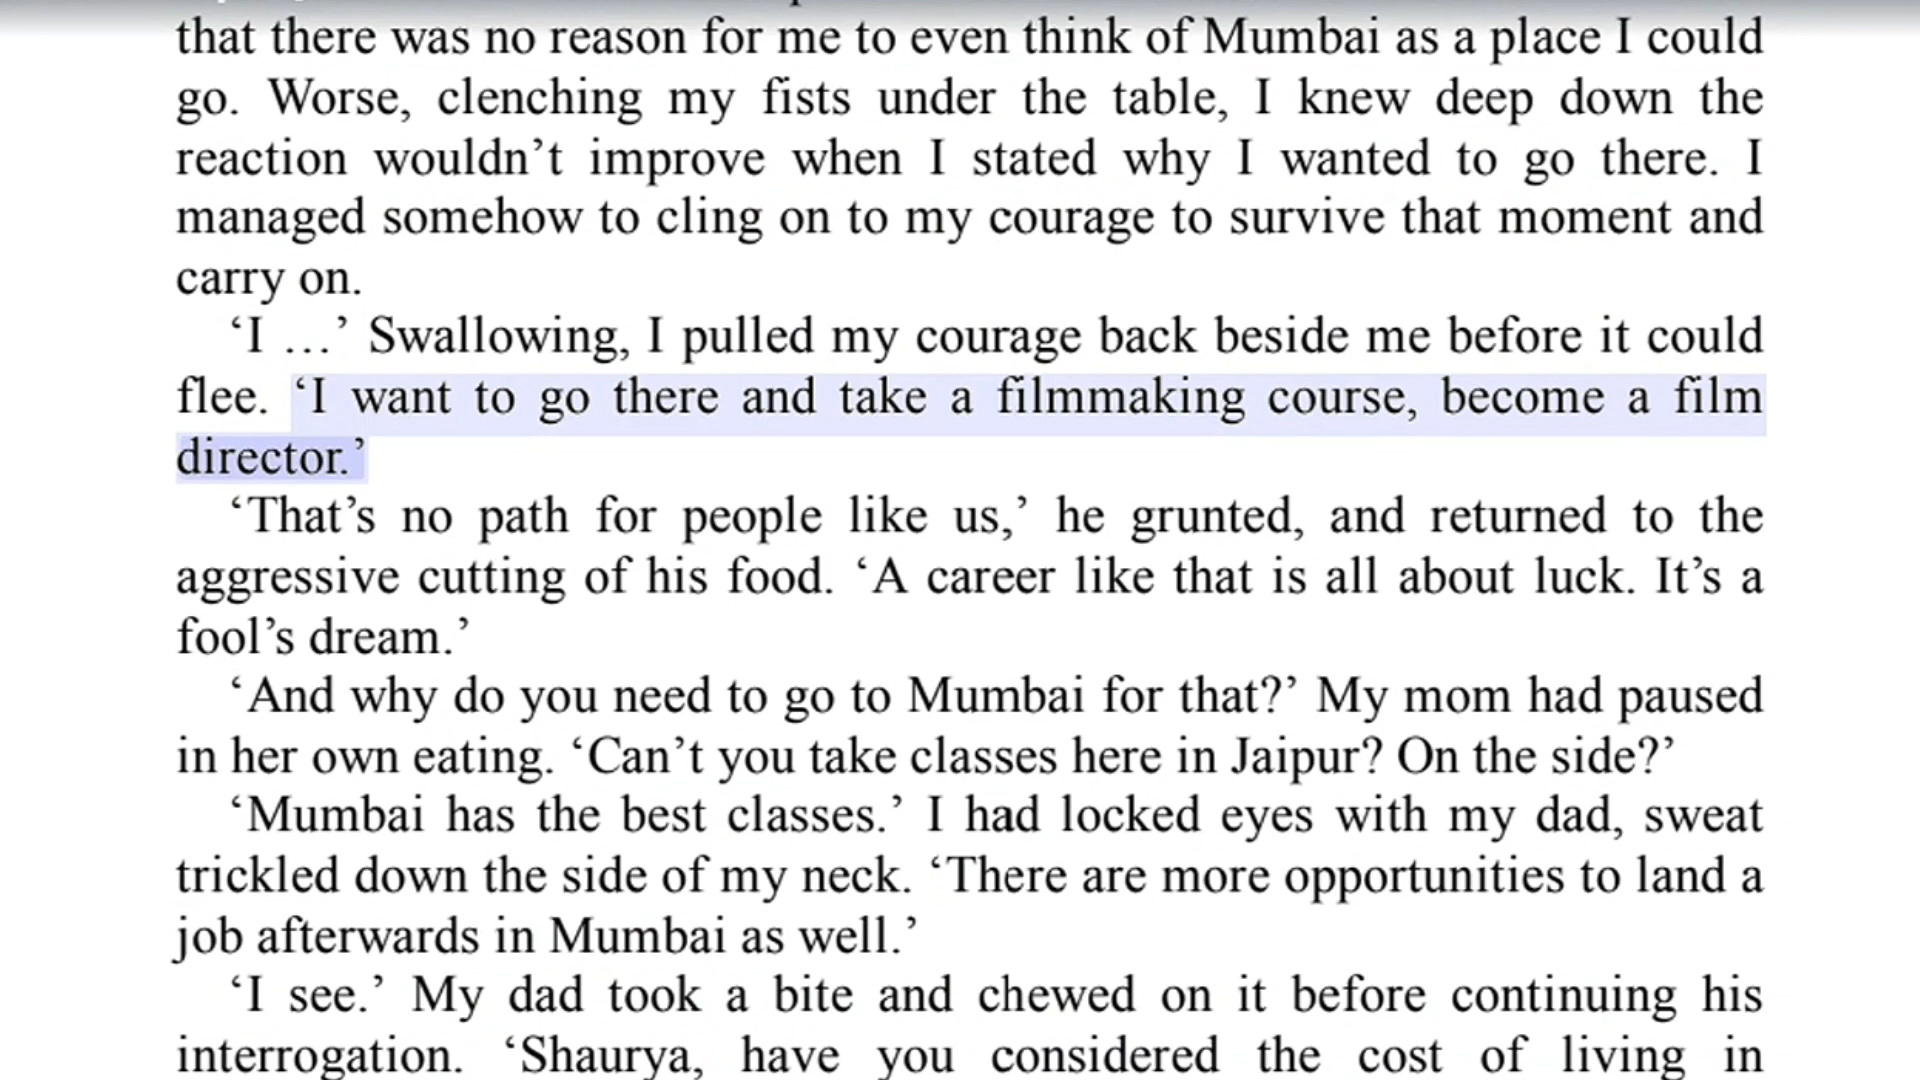 that there was no reason for me to even think of Mumbai as a place I could
go. Worse, clenching my fists under the table, I knew deep down the
reaction wouldn’t improve when I stated why I wanted to go there. I
managed somehow to cling on to my courage to survive that moment and
carry on.
‘I …’ Swallowing, I pulled my courage back beside me before it could
flee. ‘I want to go there and take a filmmaking course, become a film
director.’
‘That’s no path for people like us,’ he grunted, and returned to the
aggressive cutting of his food. ‘A career like that is all about luck. It’s a
fool’s dream.’
‘And why do you need to go to Mumbai for that?’ My mom had paused
in her own eating. ‘Can’t you take classes here in Jaipur? On the side?’
‘Mumbai has the best classes.’ I had locked eyes with my dad, sweat
trickled down the side of my neck. ‘There are more opportunities to land a
job afterwards in Mumbai as well.’
‘I see.’ My dad took a bite and chewed on it before continuing his
interrogation. ‘Shaurya, have you considered the cost of living in